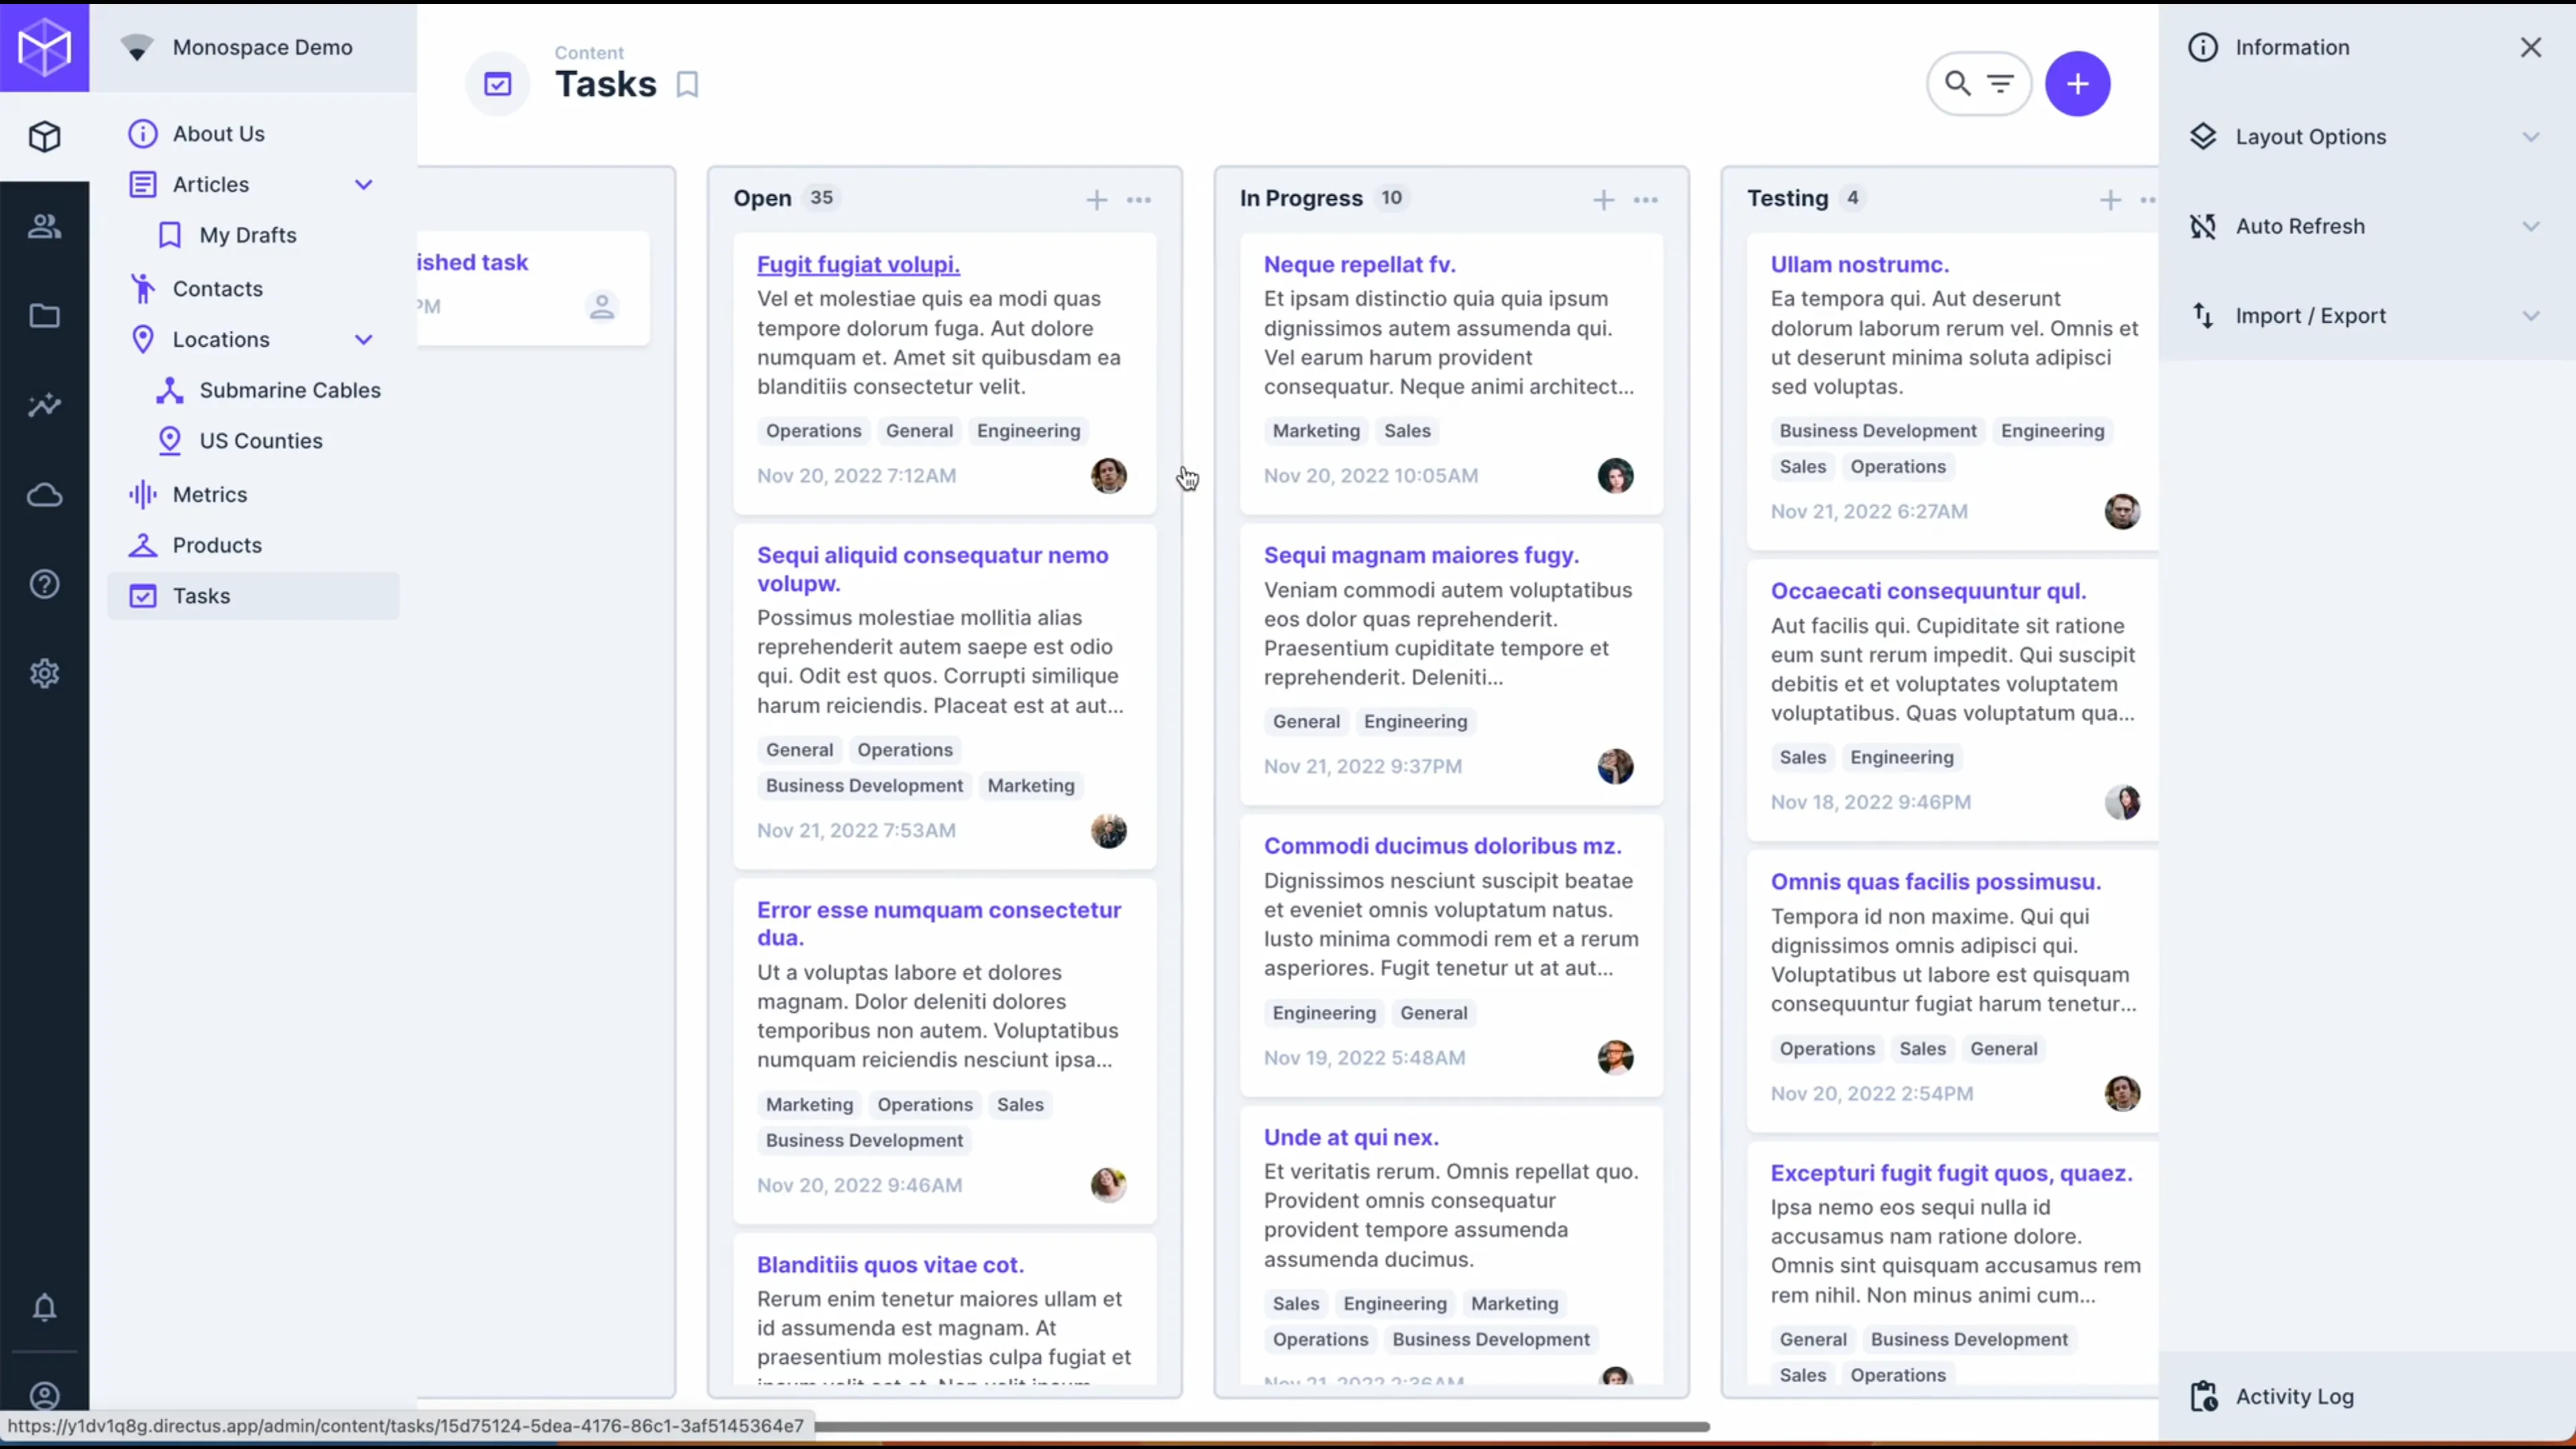 Monospace Demo
About Us
Articles
My Drafts
Contacts
Locations
Submarine Cables
US Counties
Metrics
Products
Tasks
Content
Tasks
ished task
PM
Open 35
Fugit fugiat volupi.
Vel et molestiae quis ea modi quas
tempore dolorum fuga. Aut dolore
numquam et. Amet sit quibusdam ea
blanditiis consectetur velit.
Operations General Engineering
Nov 20, 2022 7:12AM
Sequi aliquid consequatur nemo
volupw.
Possimus molestiae mollitia alias
reprehenderit autem saepe est odio
qui. Odit est quos. Corrupti similique
harum reiciendis. Placeat est at aut...
General Operations
Business Development Marketing
Nov 21, 2022 7:53AM
Error esse numquam consectetur
dua.
Ut a voluptas labore et dolores
magnam. Dolor deleniti dolores
temporibus non autem. Voluptatibus
numquam reiciendis nesciunt ipsa...
Marketing Operations Sales
Business Development
Nov 20, 2022 9:46AM
Blanditiis quos vitae cot.
Rerum enim tenetur maiores ullam et
id assumenda est magnam. At
praesentium molestias culpa fugiat et
In Progress 10
Neque repellat fv.
Et ipsam distinctio quia quia ipsum
dignissimos autem assumenda qui.
Vel earum harum provident
consequatur. Neque animi architect...
Marketing Sales
Nov 20, 2022 10:05AM
Sequi magnam maiores fugy.
Veniam commodi autem voluptatibus
eos dolor quas reprehenderit.
Praesentium cupiditate tempore et
reprehenderit. Deleniti...
General Engineering
Nov 21, 2022 9:37PM
Commodi ducimus doloribus mz.
Dignissimos nesciunt suscipit beatae
et eveniet omnis voluptatum natus.
Iusto minima commodi rem et a rerum
asperiores. Fugit tenetur ut at aut...
Engineering General
Nov 19, 2022 5:48AM
Unde at qui nex.
Et veritatis rerum. Omnis repellat quo.
Provident omnis consequatur
provident tempore assumenda
assumenda ducimus.
Sales Engineering Marketing
Operations Business Development
Nov 21, 2022 2:36AM
Testing 4
Ullam nostrumc.
Ea tempora qui. Aut deserunt
dolorum laborum rerum vel. Omnis et
ut deserunt minima soluta adipisci
sed voluptas.
Business Development Engineering
Sales Operations
Nov 21, 2022 6:27AM
Occaecati consequuntur qul.
Aut facilis qui. Cupiditate sit ratione
eum sunt rerum impedit. Qui suscipit
debitis et et voluptates voluptatem
voluptatibus. Quas voluptatum qua...
Sales Engineering
Nov 18, 2022 9:46PM
Omnis quas facilis possimusu.
Tempora id non maxime. Qui qui
dignissimos omnis adipisci qui.
Voluptatibus ut labore est quisquam
consequuntur fugiat harum tenetur...
Operations Sales General
Nov 20, 2022 2:54PM
Excepturi fugit fugit quos, quaez.
Ipsa nemo eos sequi nulla id
accusamus nam ratione dolore.
Omnis sint quisquam accusamus rem
rem nihil. Non minus animi cum...
General Business Development
Sales Operations
Information
Layout Options
Auto Refresh
Import / Export
Activity Log
https://y1dv1q8g.directus.app/admin/content/tasks/15d75124-5dea-4176-86c1-3af5145364e7